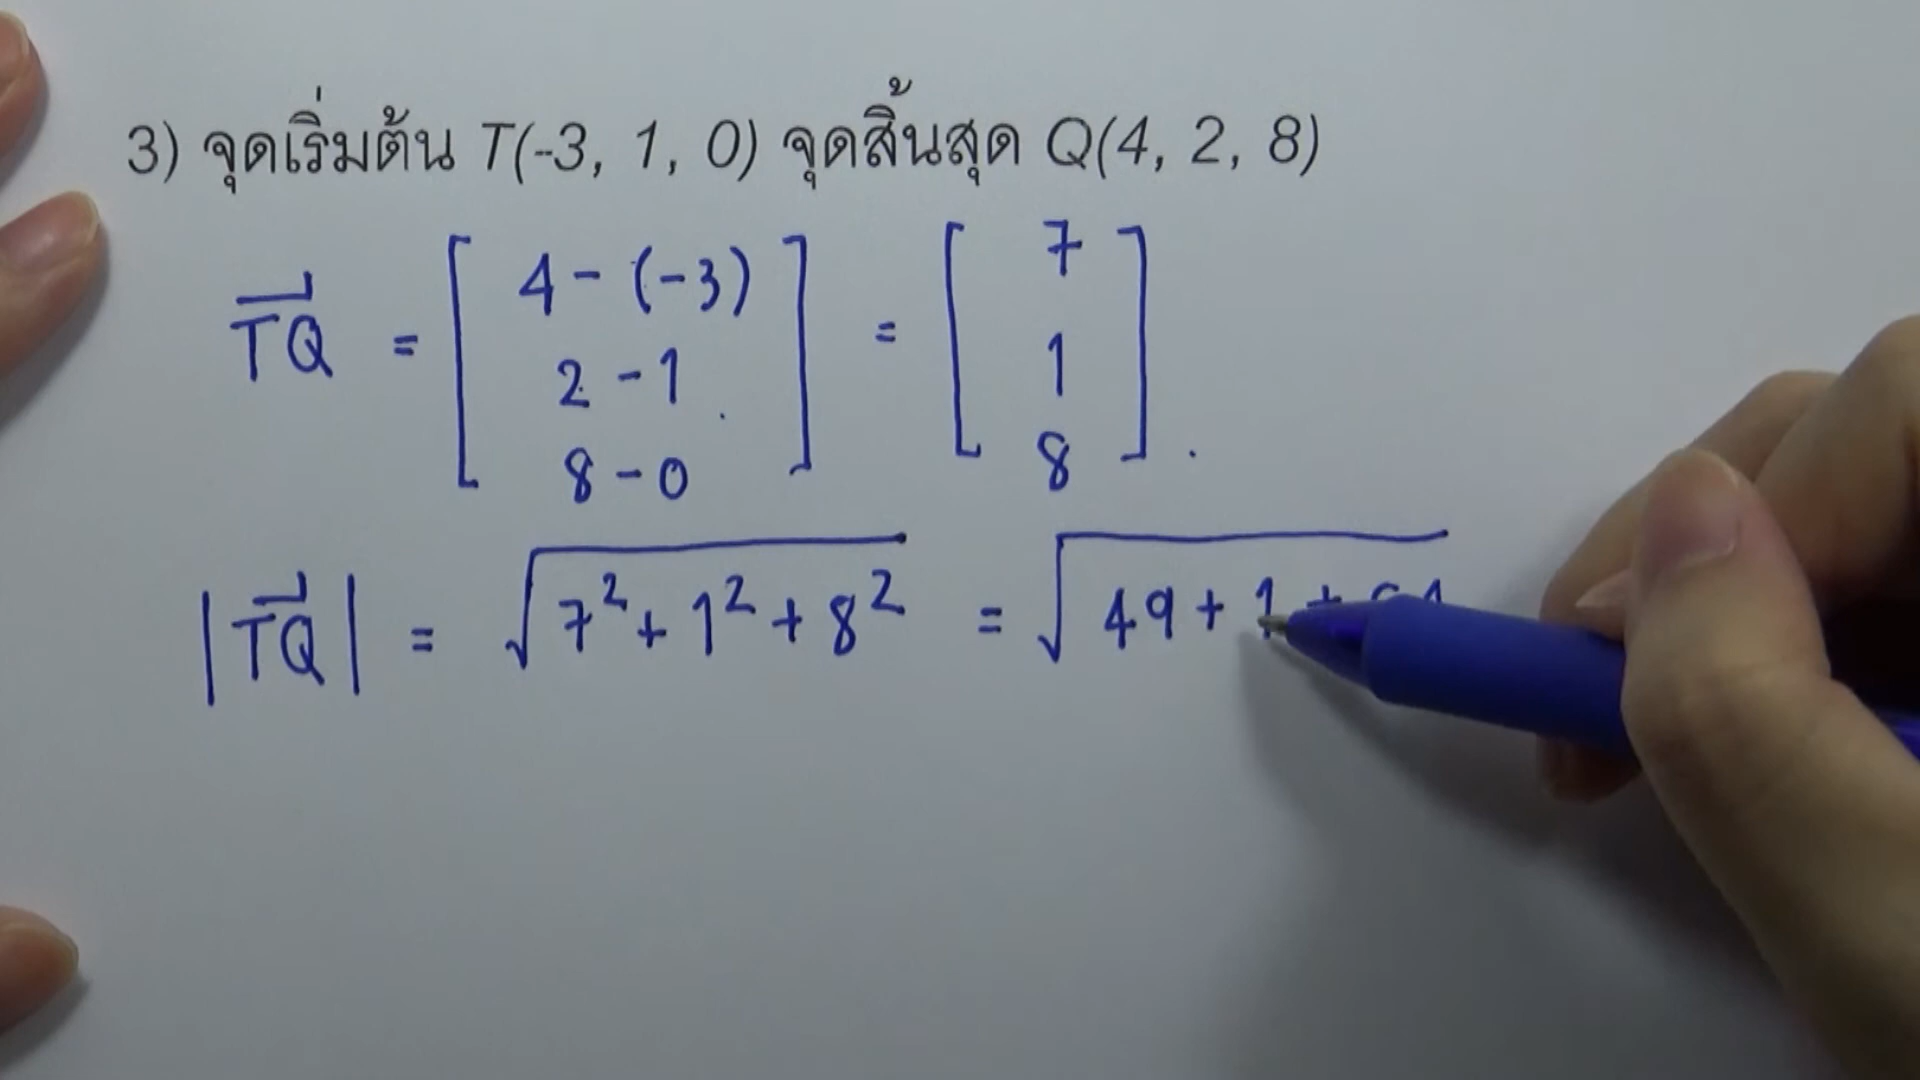 3) จุดเริ่มต้น T(-3, 1, 0) จุดสิ้นสุด Q(4, 2, 8)
TQ = [ 4 - (-3) ] = [ 7 ]
2 - 1 1
8 - 0 8
|TQ| = √7² + 1² + 8² = √49 + 1 +